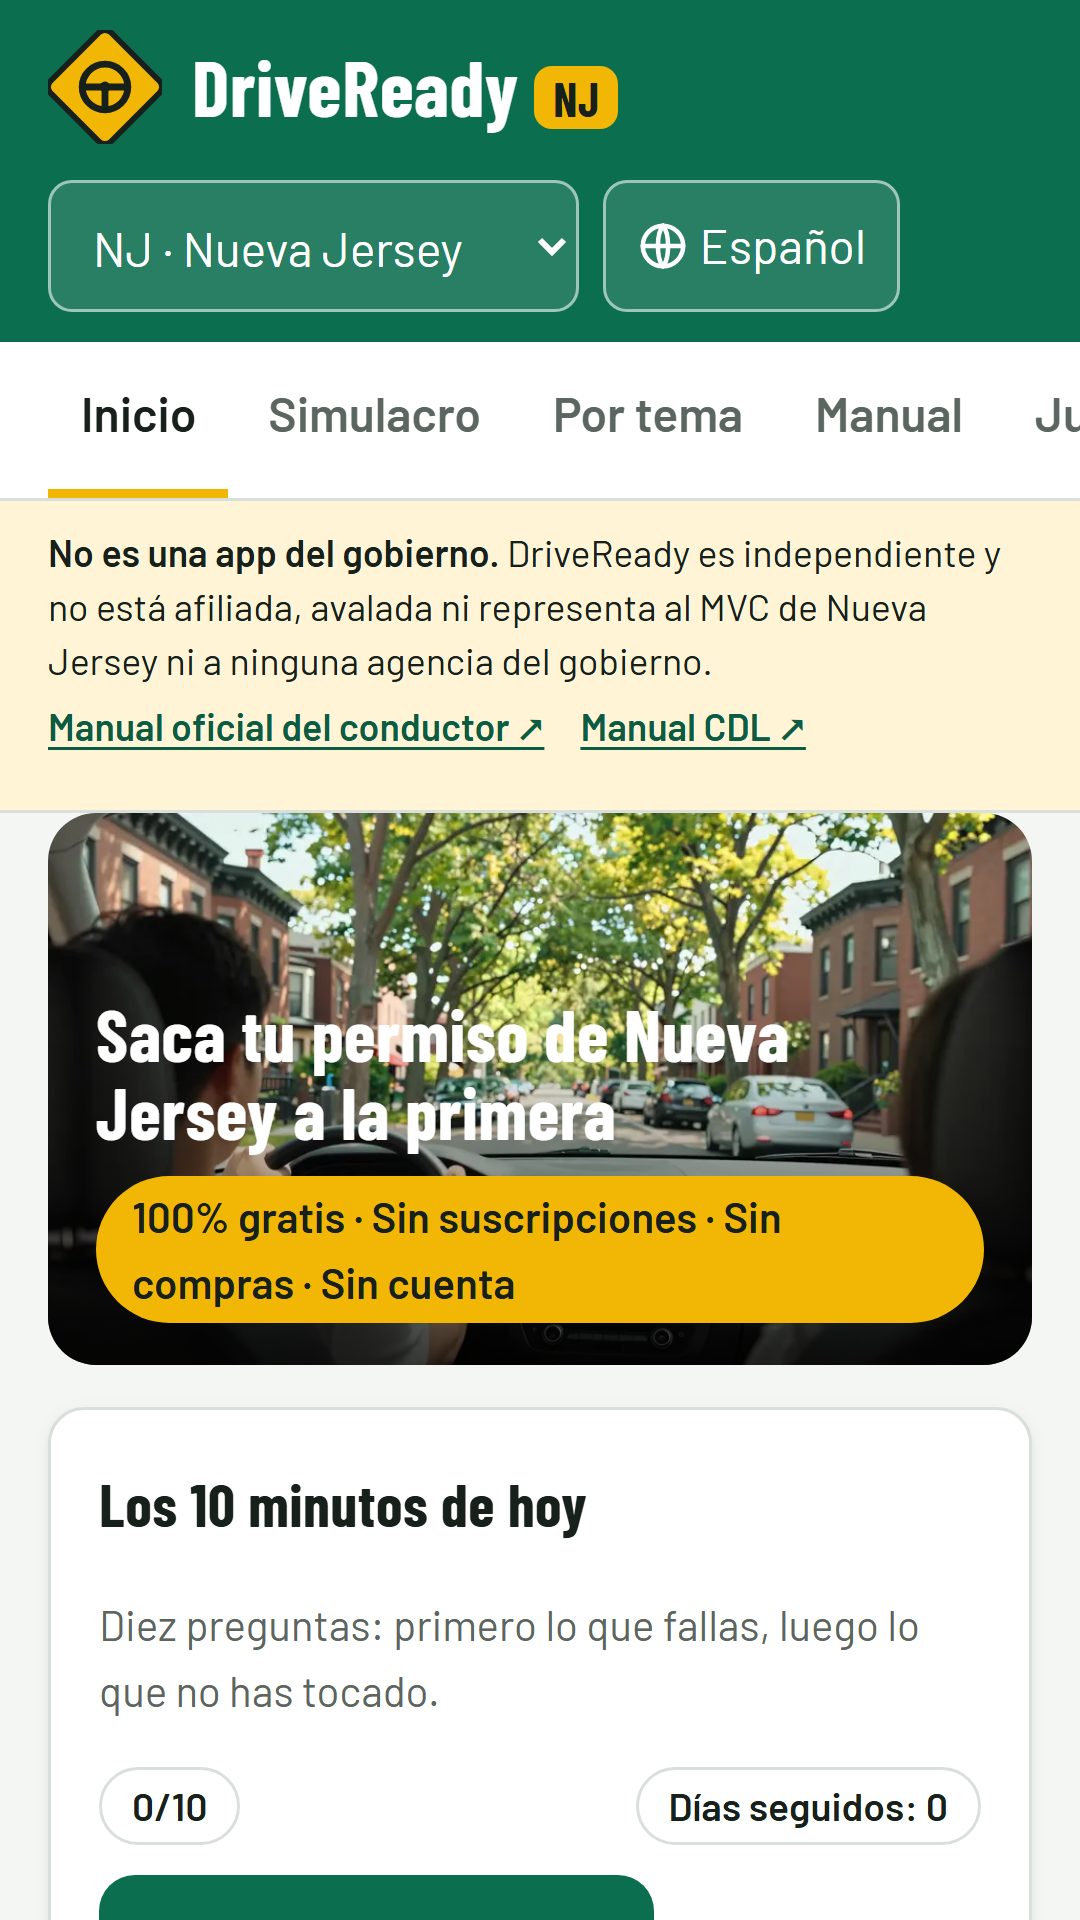 DriveReady NJ
NJ · Nueva Jersey
Español
Inicio Simulacro Por tema Manual
No es una app del gobierno. DriveReady es independiente y
no está afiliada, avalada ni representa al MVC de Nueva
Jersey ni a ninguna agencia del gobierno.
Manual oficial del conductor ↗ Manual CDL ↗
Saca tu permiso de Nueva
Jersey a la primera
100% gratis · Sin suscripciones · Sin
compras · Sin cuenta
Los 10 minutos de hoy
Diez preguntas: primero lo que fallas, luego lo
que no has tocado.
0/10
Días seguidos: 0